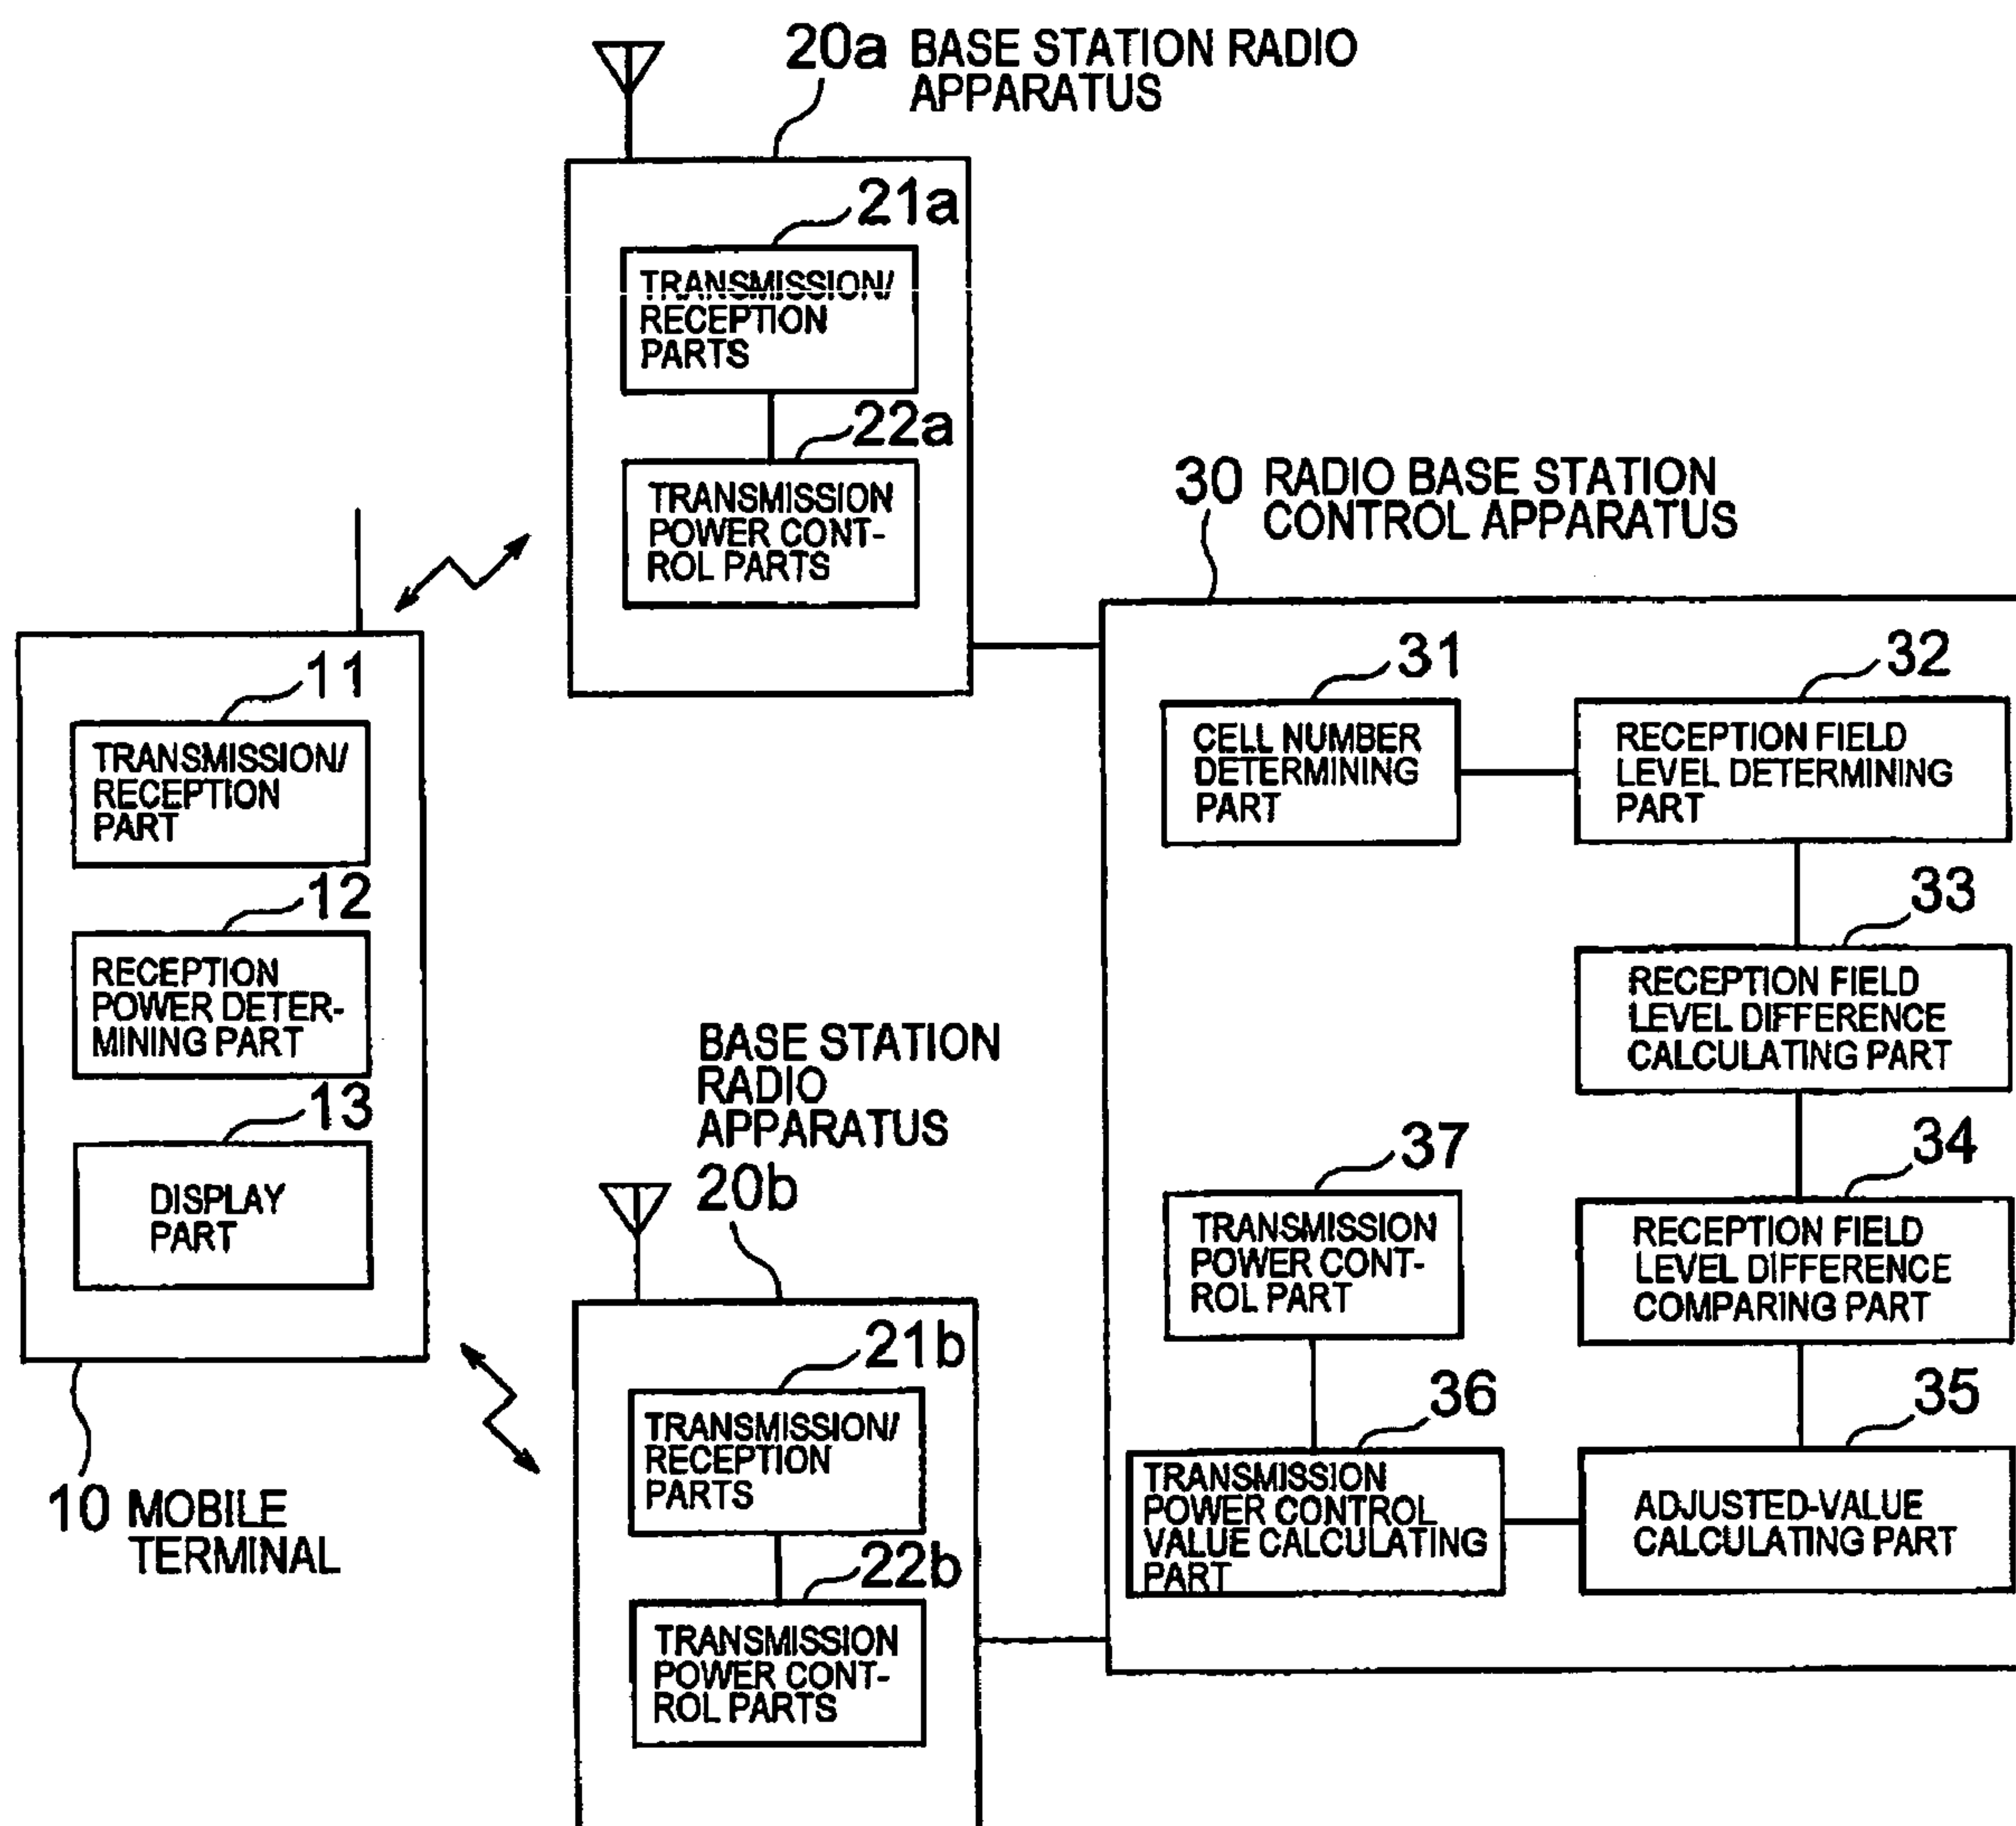 20a BASE STATION RADIO
APPARATUS
21a
TRANSMISSION/
RECEPTION
PARTS
22a
TRANSMISSION
POWER CONT-
ROL PARTS
11
TRANSMISSION/
RECEPTION
PART
12
RECEPTION
POWER DETER-
MINING PART
13
DISPLAY
PART
10 MOBILE
TERMINAL
BASE STATION
RADIO
APPARATUS
20b
21b
TRANSMISSION/
RECEPTION
PARTS
22b
TRANSMISSION
POWER CONT-
ROL PARTS
30 RADIO BASE STATION
CONTROL APPARATUS
31
CELL NUMBER
DETERMINING
PART
32
RECEPTION FIELD
LEVEL DETERMINING
PART
33
RECEPTION FIELD
LEVEL DIFFERENCE
CALCULATING PART
34
RECEPTION FIELD
LEVEL DIFFERENCE
COMPARING PART
35
ADJUSTED-VALUE
CALCULATING PART
36
TRANSMISSION
POWER CONTROL
VALUE CALCULATING
PART
37
TRANSMISSION
POWER CONT-
ROL PART